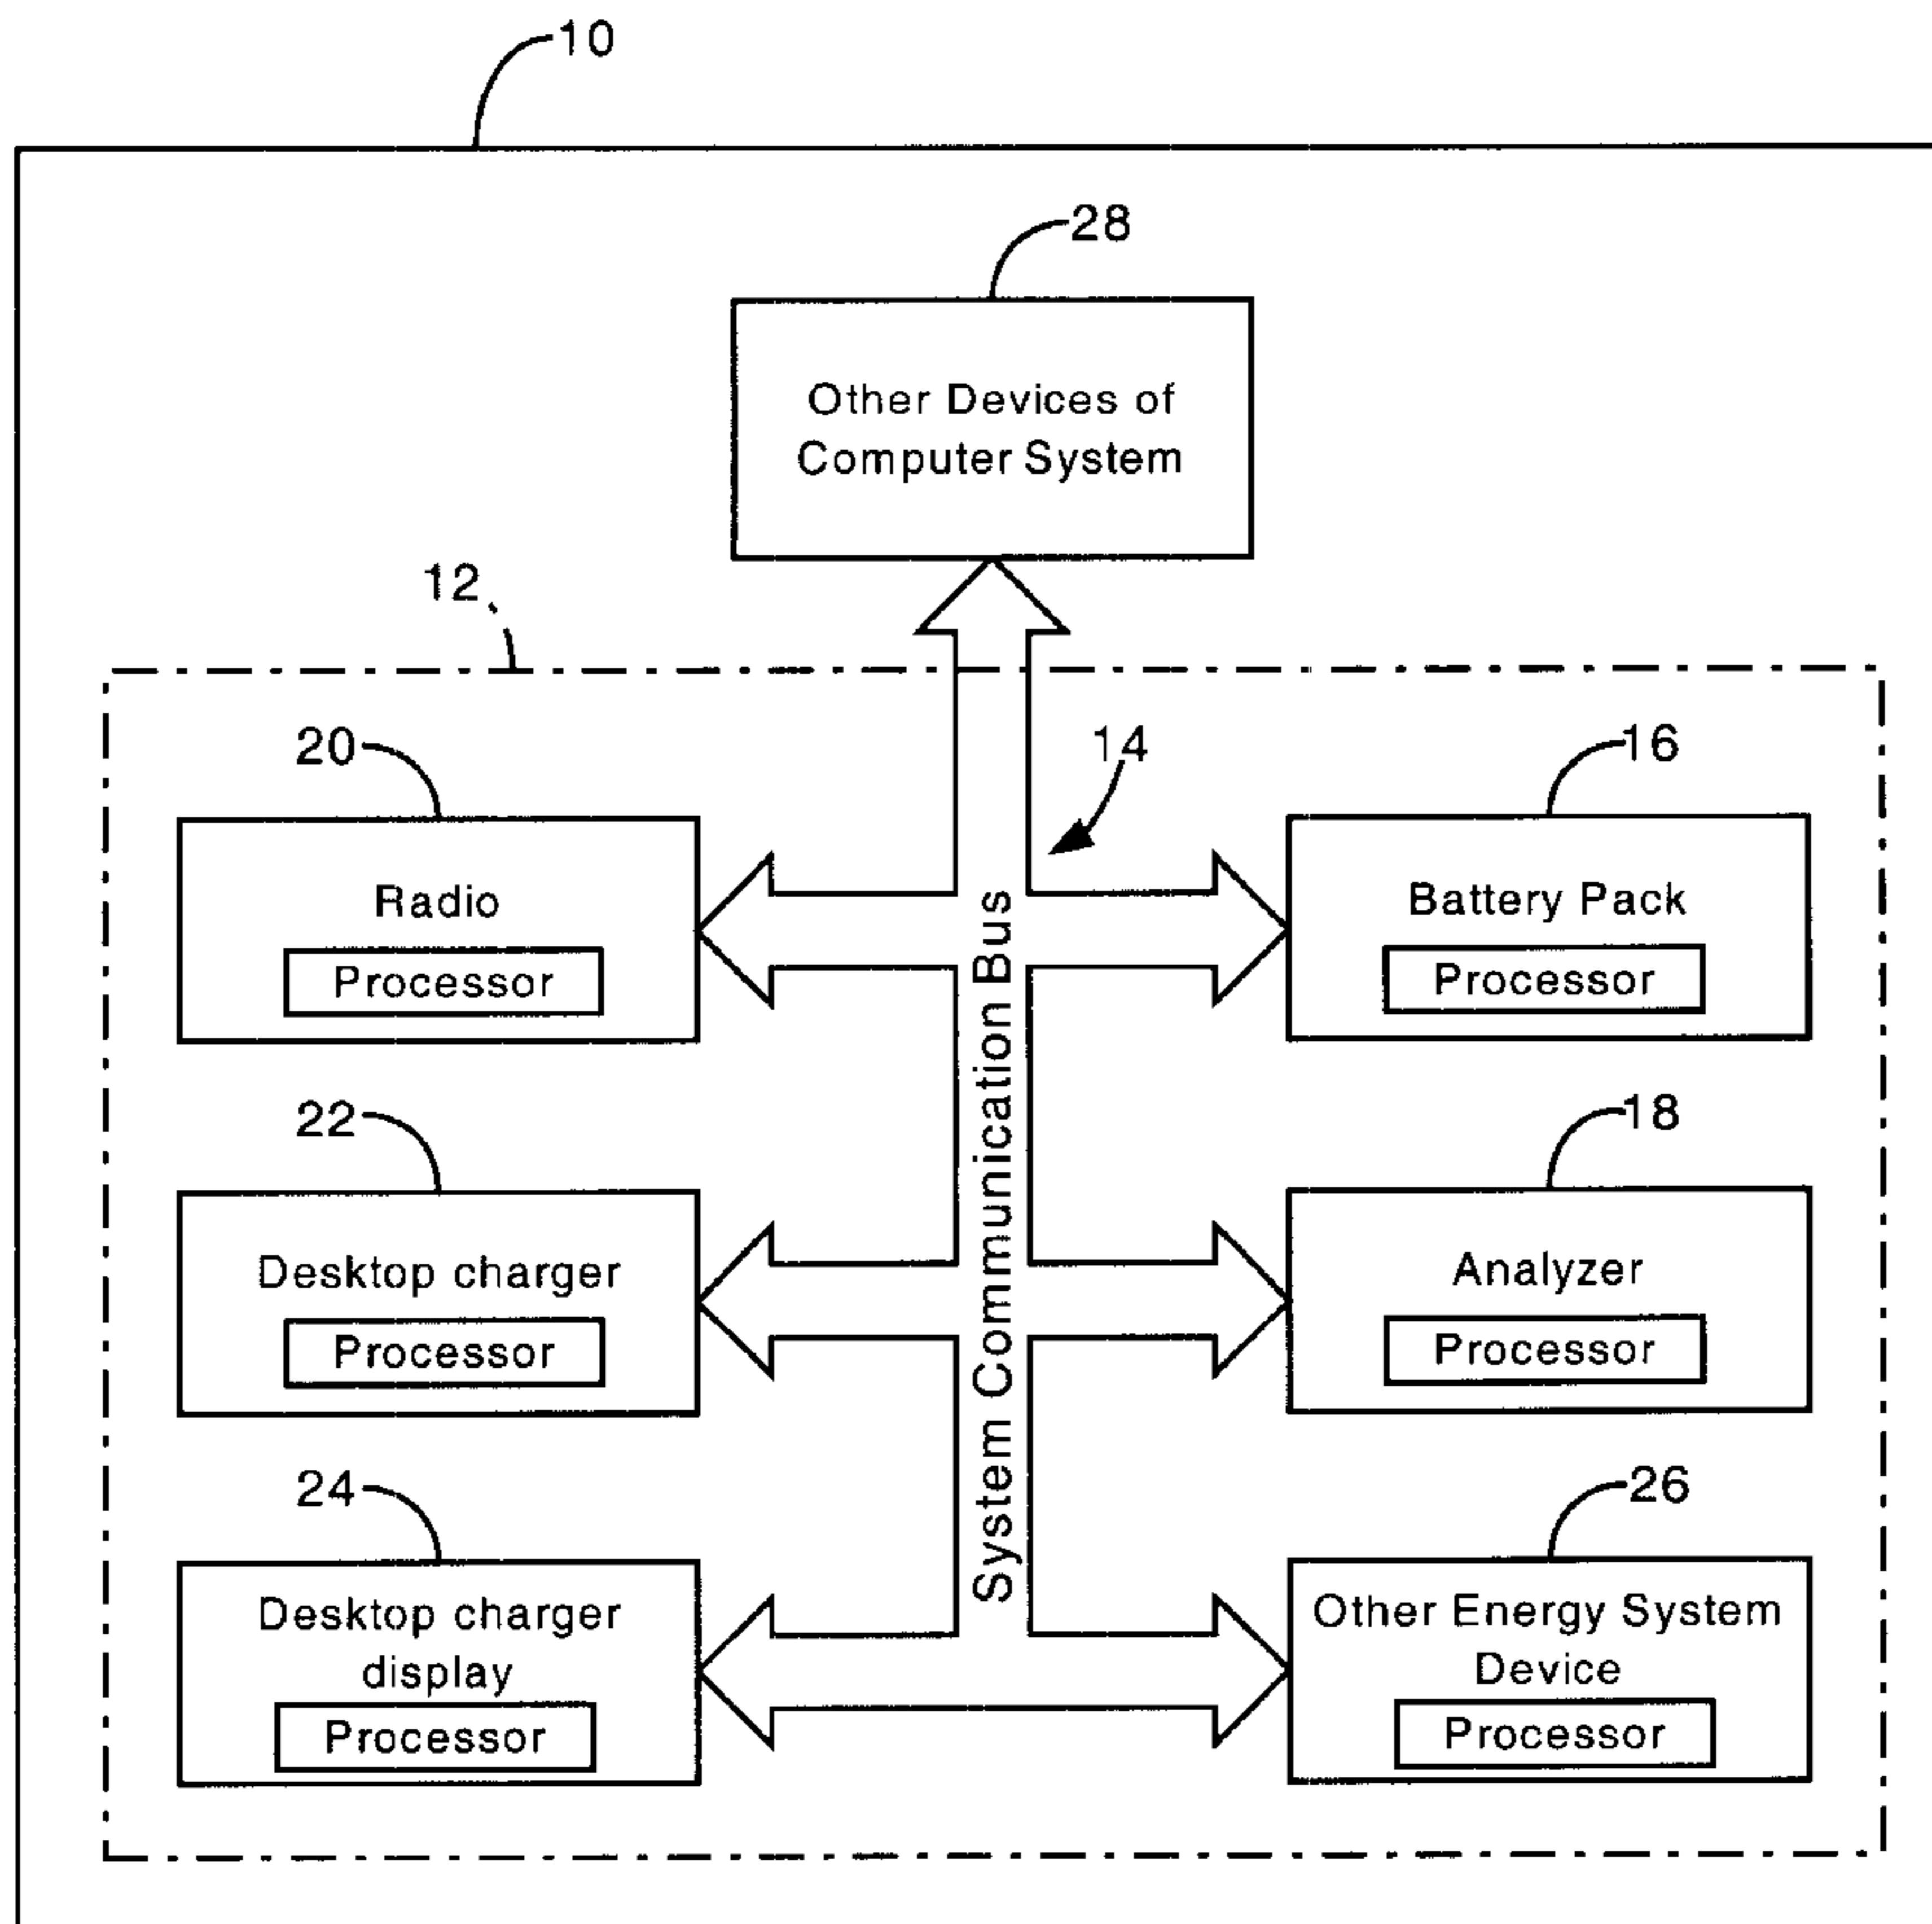 10
28
Other Devices of
Computer System
12
20
14
16
Radio
Processor
Battery Pack
Processor
System Communication Bus
22
18
Desktop charger
Processor
Analyzer
Processor
24
26
Desktop charger
display
Processor
Other Energy System
Device
Processor